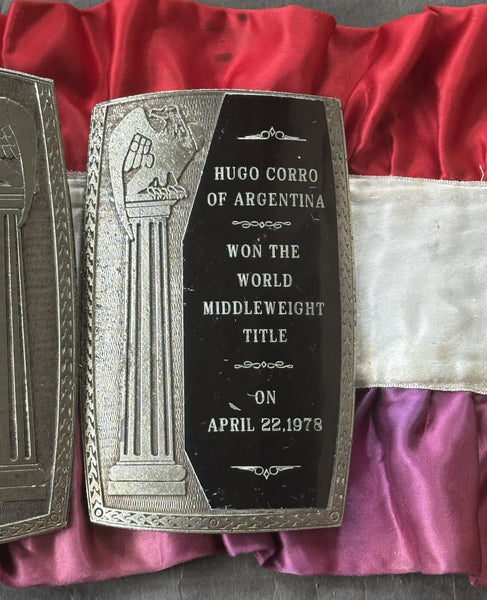 HUGO CORRO
OF ARGENTINA
WON THE
WORLD
MIDDLEWEIGHT
TITLE
ON
APRIL 22,1978